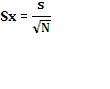 Sx = s / √N